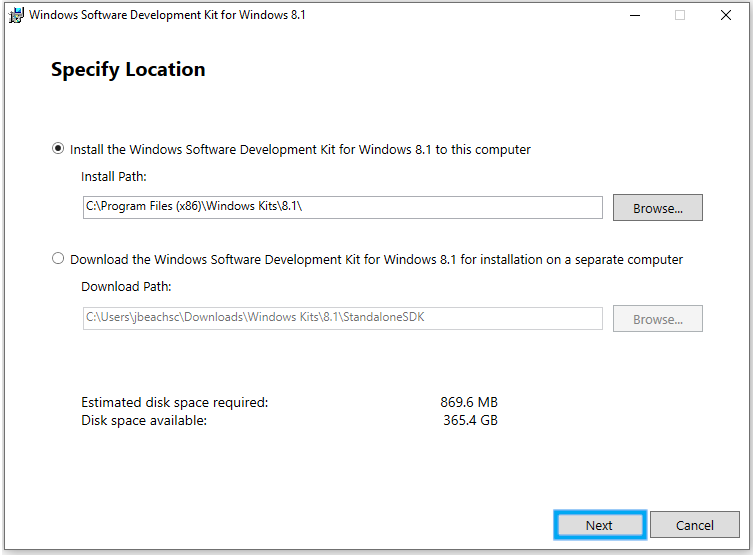 Windows Software Development Kit for Windows 8.1
Specify Location
Install the Windows Software Development Kit for Windows 8.1 to this computer
Install Path:
C:\Program Files (x86)\Windows Kits\8.1\
Browse...
Download the Windows Software Development Kit for Windows 8.1 for installation on a separate computer
Download Path:
C:\Users\jbeachsc\Downloads\Windows Kits\8.1\StandaloneSDK
Browse...
Estimated disk space required: 869.6 MB
Disk space available: 365.4 GB
Next Cancel